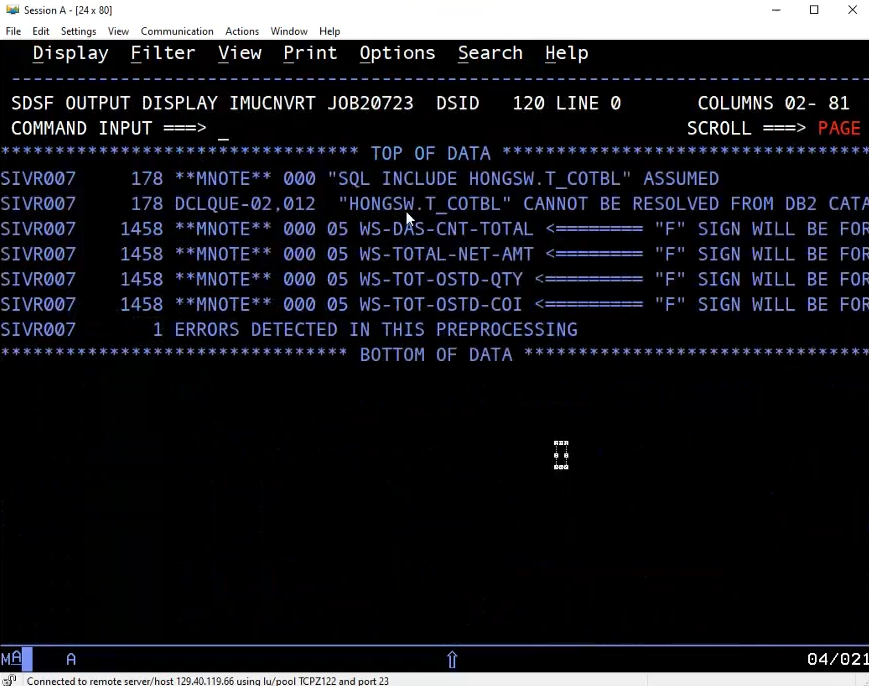 Session A - [24 x 80]
File Edit Settings View Communication Actions Window Help
Display Filter View Print Options Search Help
--------------------------------------------------------------------------------
SDSF OUTPUT DISPLAY IMUCNVRT JOB20723 DSID 120 LINE 0 COLUMNS 02- 81
COMMAND INPUT ===> _ SCROLL ===> PAGE
********************************* TOP OF DATA **********************************
SIVR007 178 **MNOTE** 000 "SQL INCLUDE HONGSW.T_COTBL" ASSUMED
SIVR007 178 DCLQUE-02,012 "HONGSW.T_COTBL" CANNOT BE RESOLVED FROM DB2 CATA
SIVR007 1458 **MNOTE** 000 05 WS-DAS-CNT-TOTAL <======== "F" SIGN WILL BE FOR
SIVR007 1458 **MNOTE** 000 05 WS-TOTAL-NET-AMT <========= "F" SIGN WILL BE FOR
SIVR007 1458 **MNOTE** 000 05 WS-TOT-OSTD-QTY <========== "F" SIGN WILL BE FOR
SIVR007 1458 **MNOTE** 000 05 WS-TOT-OSTD-COI <========== "F" SIGN WILL BE FOR
SIVR007 1 ERRORS DETECTED IN THIS PREPROCESSING
******************************** BOTTOM OF DATA ********************************
MA A 04/021
Connected to remote server/host 129.40.119.66 using lu/pool TCPZ122 and port 23